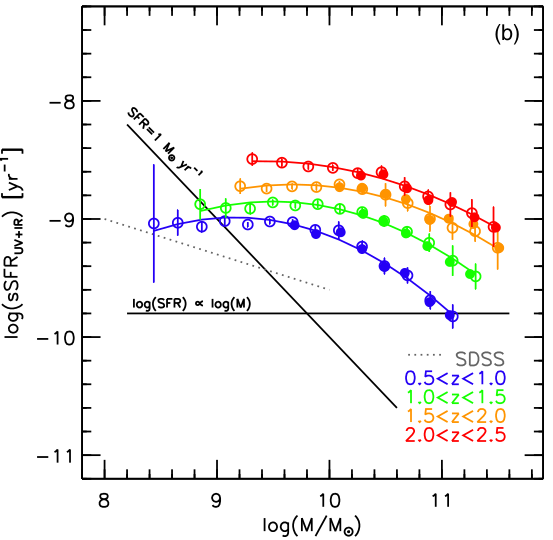 (b)
log(sSFR_UV+IR) [yr⁻¹]
-8
-9
-10
-11
SFR=1 M⊙ yr⁻¹
log(SFR) ∝ log(M)
SDSS
0.5<z<1.0
1.0<z<1.5
1.5<z<2.0
2.0<z<2.5
8 9 10 11
log(M/M⊙)